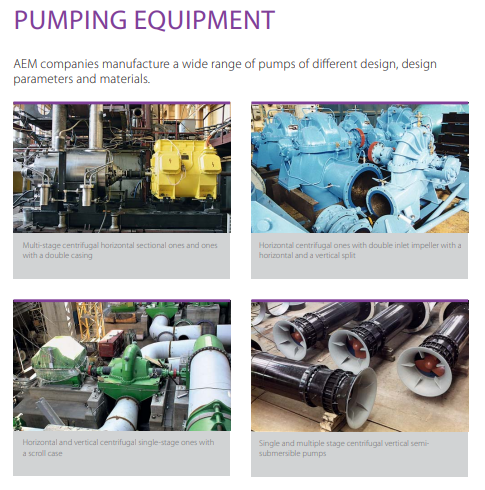 PUMPING EQUIPMENT
AEM companies manufacture a wide range of pumps of different design, design
parameters and materials.
Multi-stage centrifugal horizontal sectional ones and ones
with a double casing
Horizontal centrifugal ones with double inlet impeller with a
horizontal and a vertical split
Horizontal and vertical centrifugal single-stage ones with
a scroll case
Single and multiple stage centrifugal vertical semi-
submersible pumps